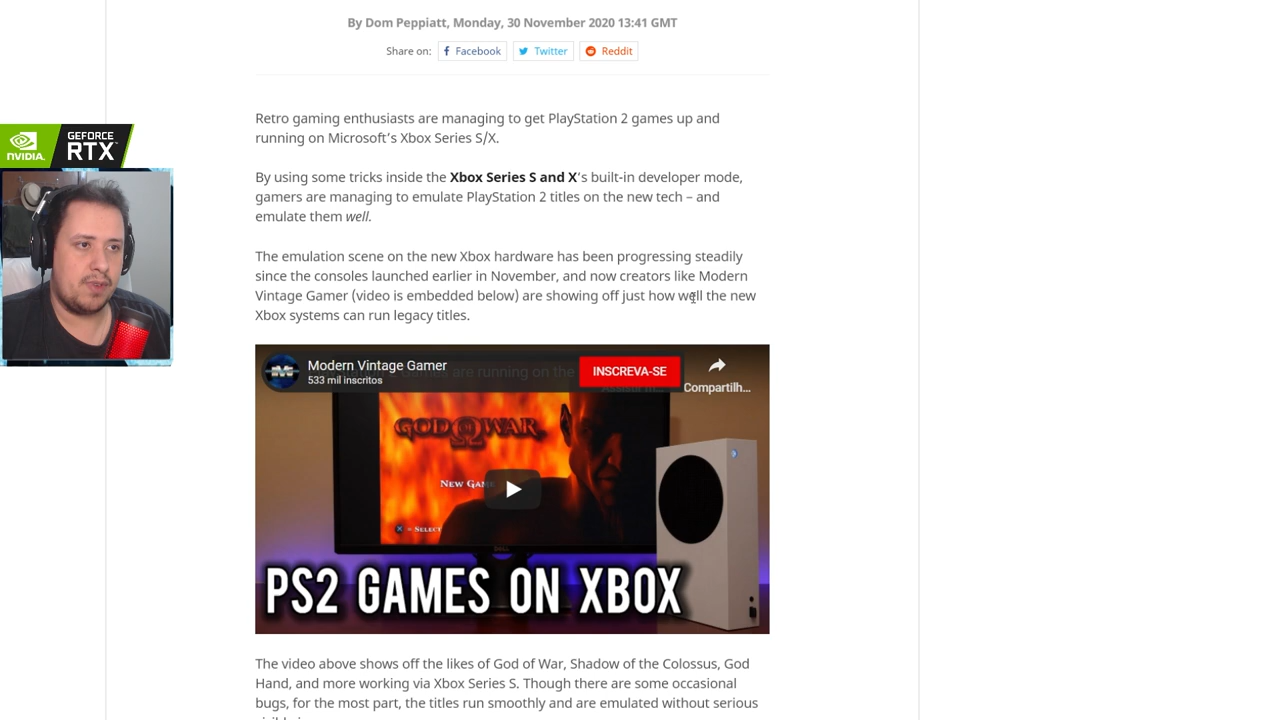 By Dom Peppiatt, Monday, 30 November 2020 13:41 GMT
Share on: Facebook Twitter Reddit
NVIDIA.
GEFORCE
RTX
Retro gaming enthusiasts are managing to get PlayStation 2 games up and
running on Microsoft’s Xbox Series S/X.
By using some tricks inside the Xbox Series S and X‘s built-in developer mode,
gamers are managing to emulate PlayStation 2 titles on the new tech – and
emulate them well.
The emulation scene on the new Xbox hardware has been progressing steadily
since the consoles launched earlier in November, and now creators like Modern
Vintage Gamer (video is embedded below) are showing off just how well the new
Xbox systems can run legacy titles.
Modern Vintage Gamer
533 mil inscritos
INSCREVA-SE
Compartilh...
are running on the
GOD OF WAR
NEW GAME
X = SELECT
DELL
PS2 GAMES ON XBOX
The video above shows off the likes of God of War, Shadow of the Colossus, God
Hand, and more working via Xbox Series S. Though there are some occasional
bugs, for the most part, the titles run smoothly and are emulated without serious